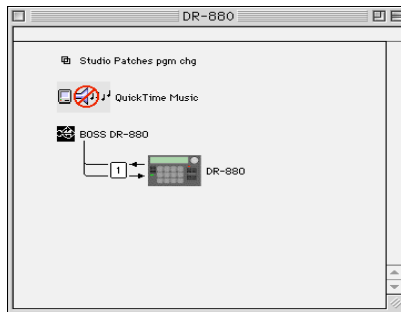 DR-880
Studio Patches pgm chg
QuickTime Music
BOSS DR-880
1
DR-880